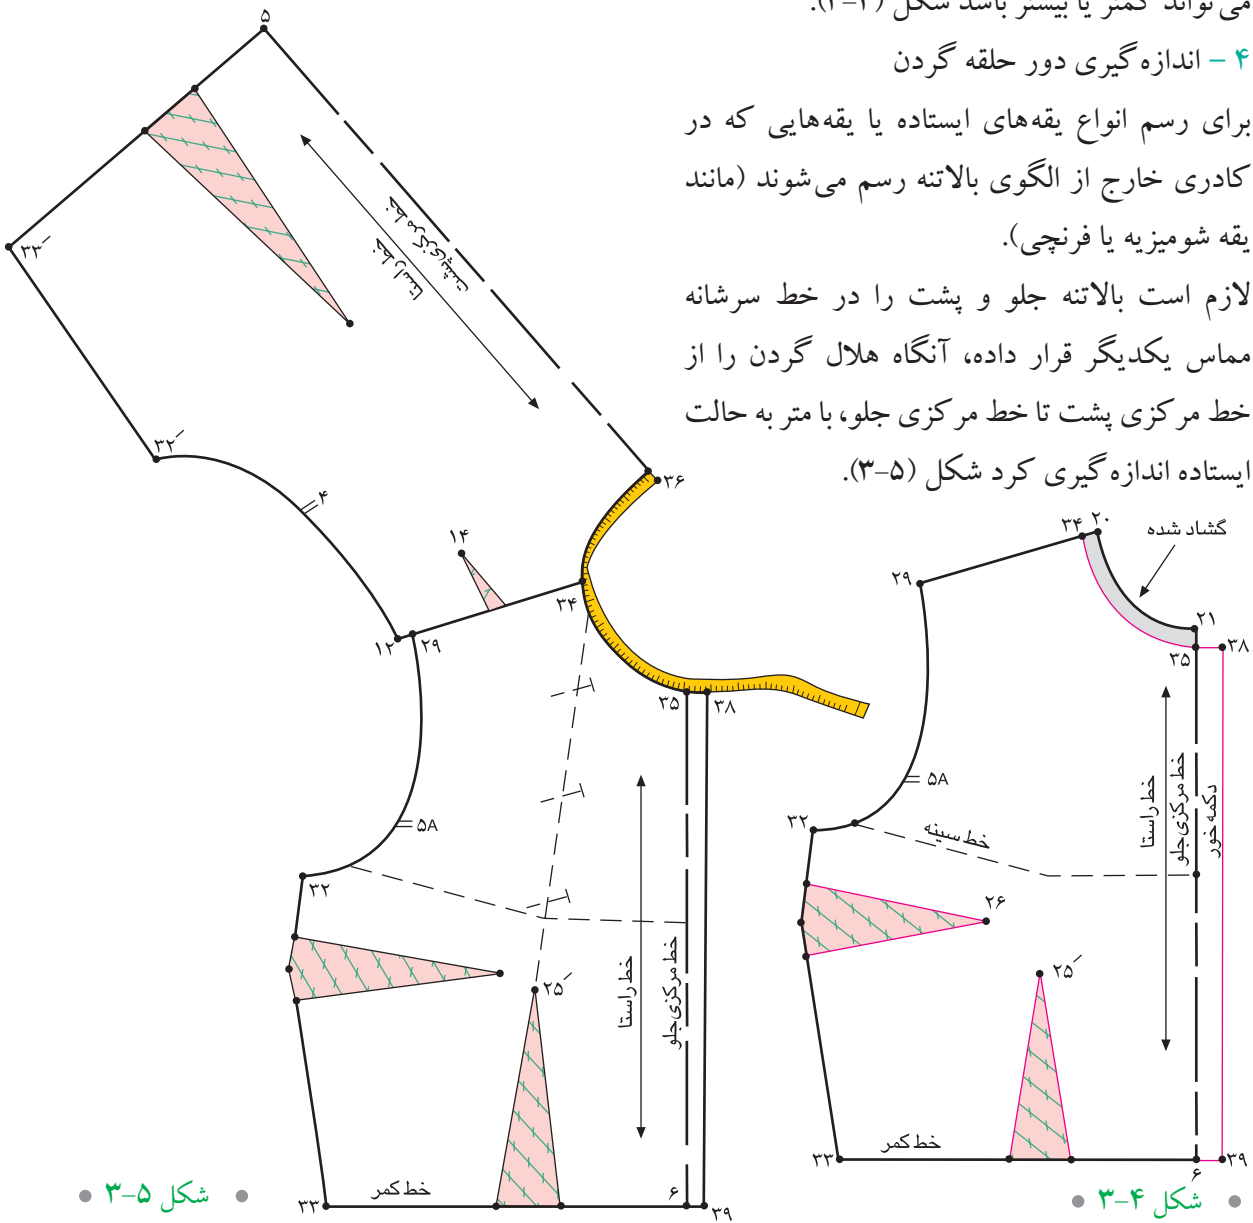 می‌تواند کمتر یا بیشتر باشد شکل (۴-۳).
۴ – اندازه‌گیری دور حلقه گردن
برای رسم انواع یقه‌های ایستاده یا یقه‌هایی که در
کادری خارج از الگوی بالاتنه رسم می‌شوند (مانند
یقه شومیزیه یا فرنچی).
لازم است بالاتنه جلو و پشت را در خط سرشانه
مماس یکدیگر قرار داده، آنگاه هلال گردن را از
خط مرکزی پشت تا خط مرکزی جلو، با متر به حالت
ایستاده اندازه‌گیری کرد شکل (۵–۳).
۵
خط مرکزی پشت
خط راستا
۳۳′
۳۲′
۴
۱۴
۳۶
۳۴
۱۲
۲۹
۳۵
۳۸
۵A
۳۲
۲۵′
خط راستا
خط مرکزی جلو
خط کمر
۳۳
۶
۳۹
شکل ۵–۳
۳۴
۲۰
گشاد شده
۲۹
۲۱
۳۵
۳۸
۵A
خط راستا
خط مرکزی جلو
دکمه خور
۳۲
خط سینه
۲۶
۲۵′
خط کمر
۳۳
۶
۳۹
شکل ۴–۳